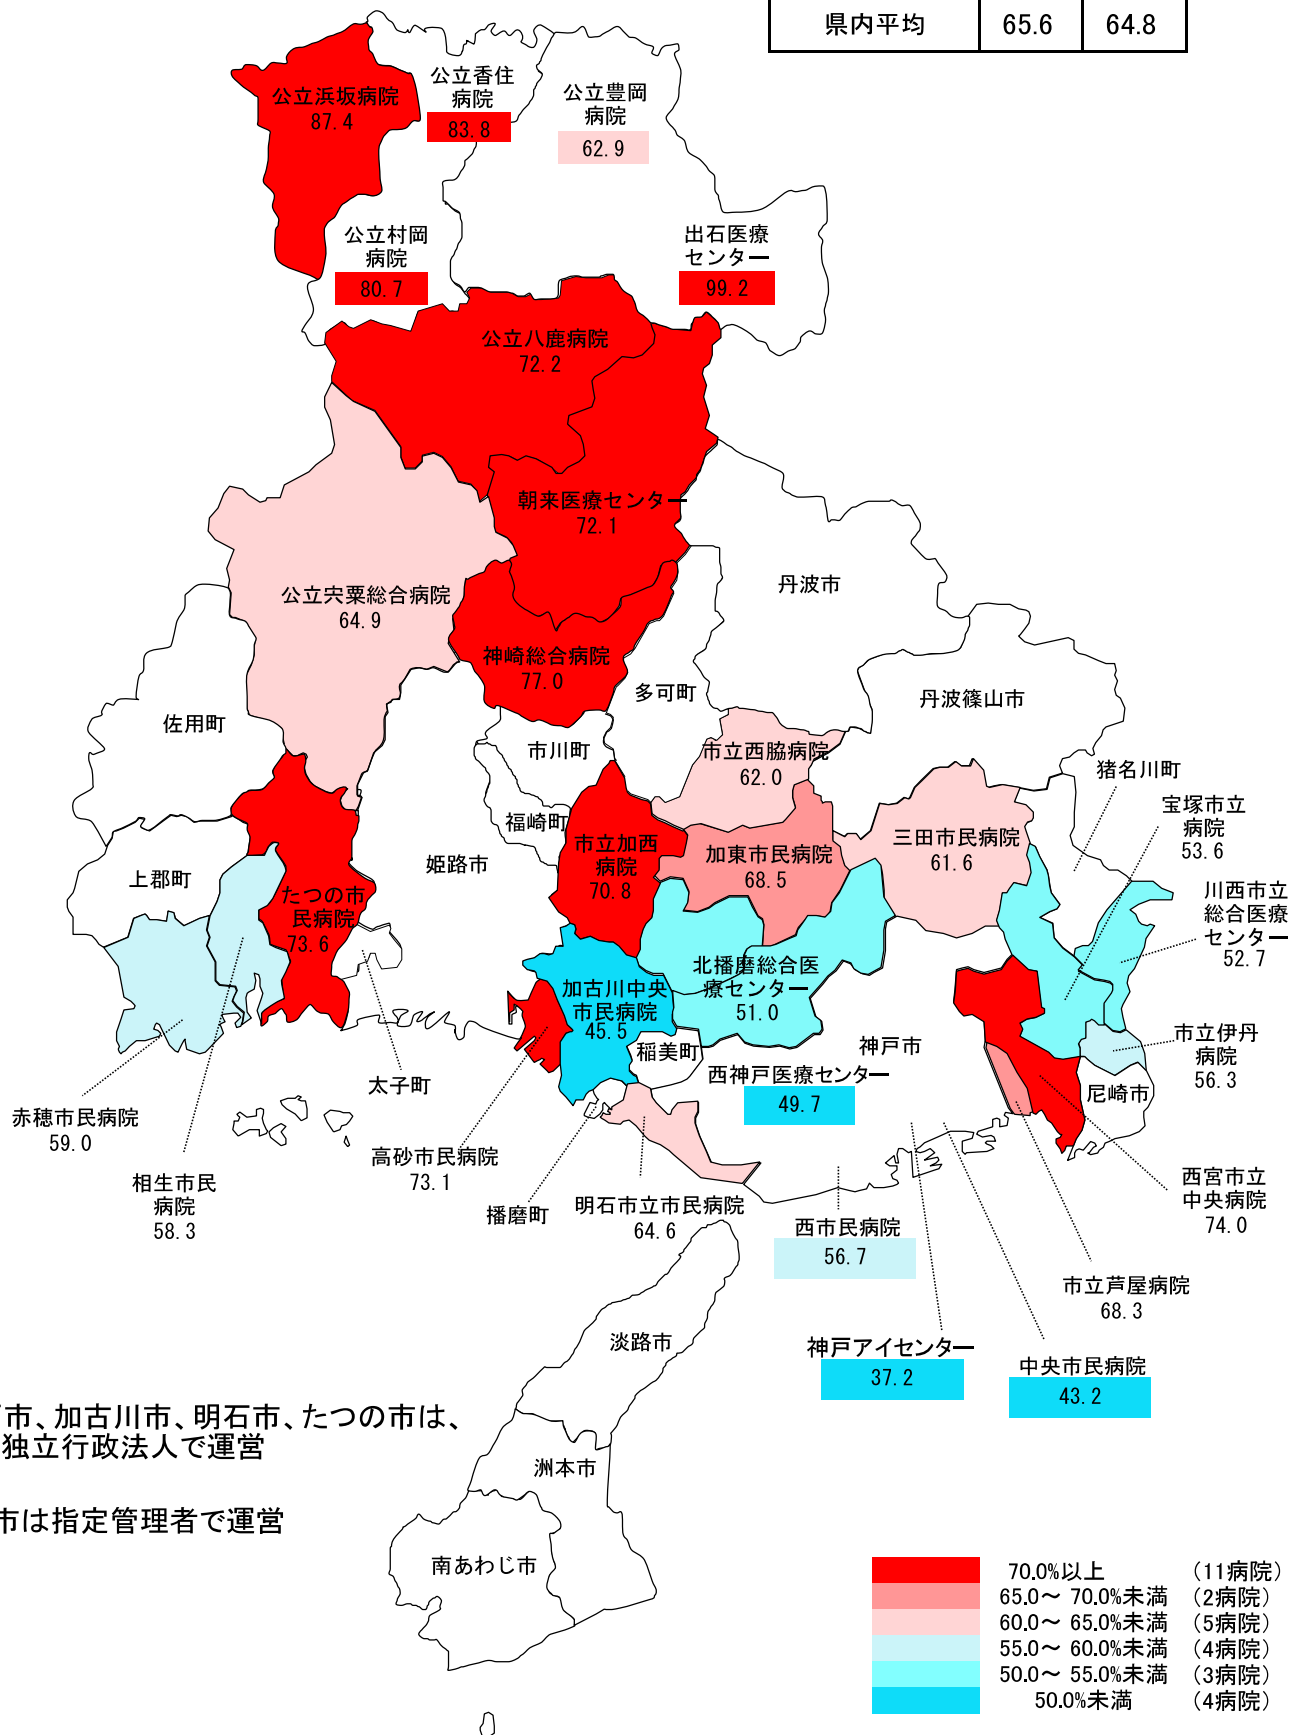 県内平均 65.6 64.8
公立浜坂病院
87.4
公立香住
病院
83.8
公立豊岡
病院
62.9
公立村岡
病院
80.7
出石医療
センター
99.2
公立八鹿病院
72.2
朝来医療センター
72.1
公立宍粟総合病院
64.9
神崎総合病院
77.0
丹波市
多可町
丹波篠山市
佐用町
市川町
市立西脇病院
62.0
猪名川町
宝塚市立
病院
53.6
福崎町
姫路市
市立加西
病院
70.8
加東市民病院
68.5
三田市民病院
61.6
上郡町
たつの市
民病院
73.6
川西市立
総合医療
センター
52.7
加古川中央
市民病院
45.5
北播磨総合医
療センター
51.0
稲美町
神戸市
市立伊丹
病院
56.3
太子町
西神戸医療センター
49.7
尼崎市
赤穂市民病院
59.0
高砂市民病院
73.1
相生市民
病院
58.3
播磨町
明石市立市民病院
64.6
西市民病院
56.7
西宮市立
中央病院
74.0
市立芦屋病院
68.3
淡路市
神戸アイセンター
37.2
中央市民病院
43.2
市、加古川市、明石市、たつの市は、
独立行政法人で運営
洲本市
市は指定管理者で運営
南あわじ市
70.0%以上 （11病院）
65.0～ 70.0%未満 （2病院）
60.0～ 65.0%未満 （5病院）
55.0～ 60.0%未満 （4病院）
50.0～ 55.0%未満 （3病院）
50.0%未満 （4病院）